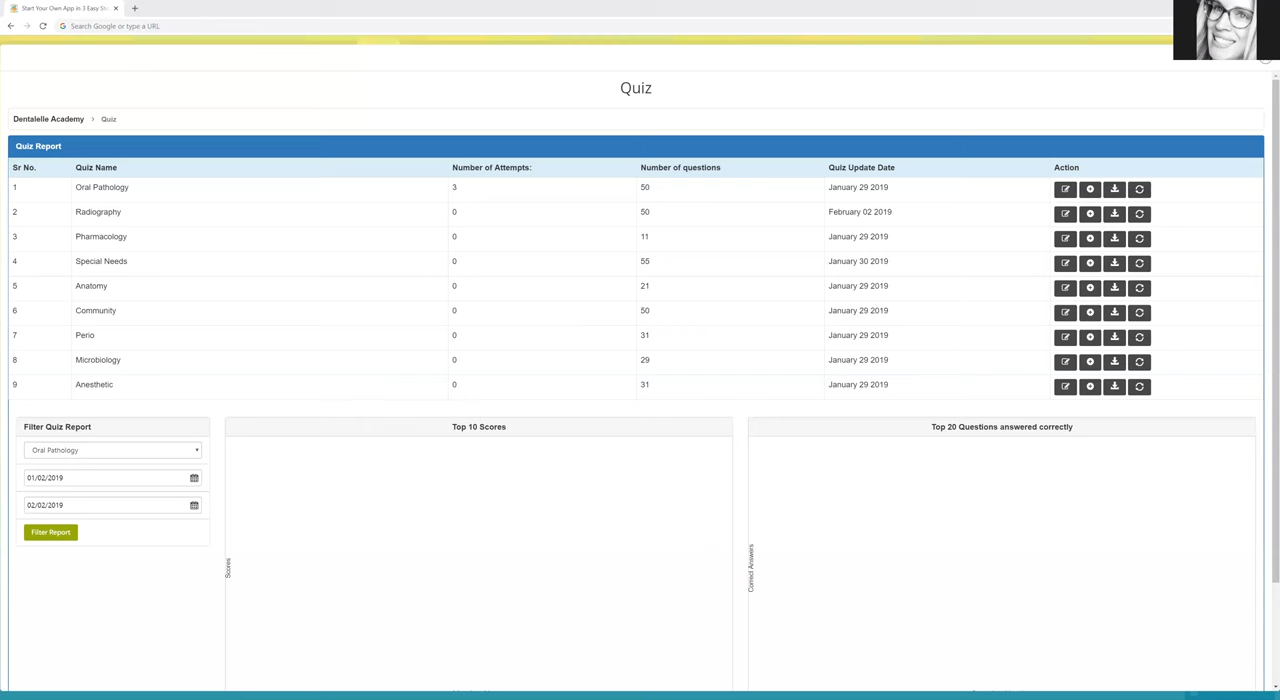 Start Your Own App in 3 Easy St
Search Google or type a URL
Quiz
Dentalelle Academy > Quiz
Quiz Report
Sr No. Quiz Name Number of Attempts: Number of questions Quiz Update Date Action
1 Oral Pathology 3 50 January 29 2019
2 Radiography 0 50 February 02 2019
3 Pharmacology 0 11 January 29 2019
4 Special Needs 0 55 January 30 2019
5 Anatomy 0 21 January 29 2019
6 Community 0 50 January 29 2019
7 Perio 0 31 January 29 2019
8 Microbiology 0 29 January 29 2019
9 Anesthetic 0 31 January 29 2019
Filter Quiz Report Top 10 Scores Top 20 Questions answered correctly
Oral Pathology
01/02/2019
02/02/2019
Filter Report
Scores
Correct Answers